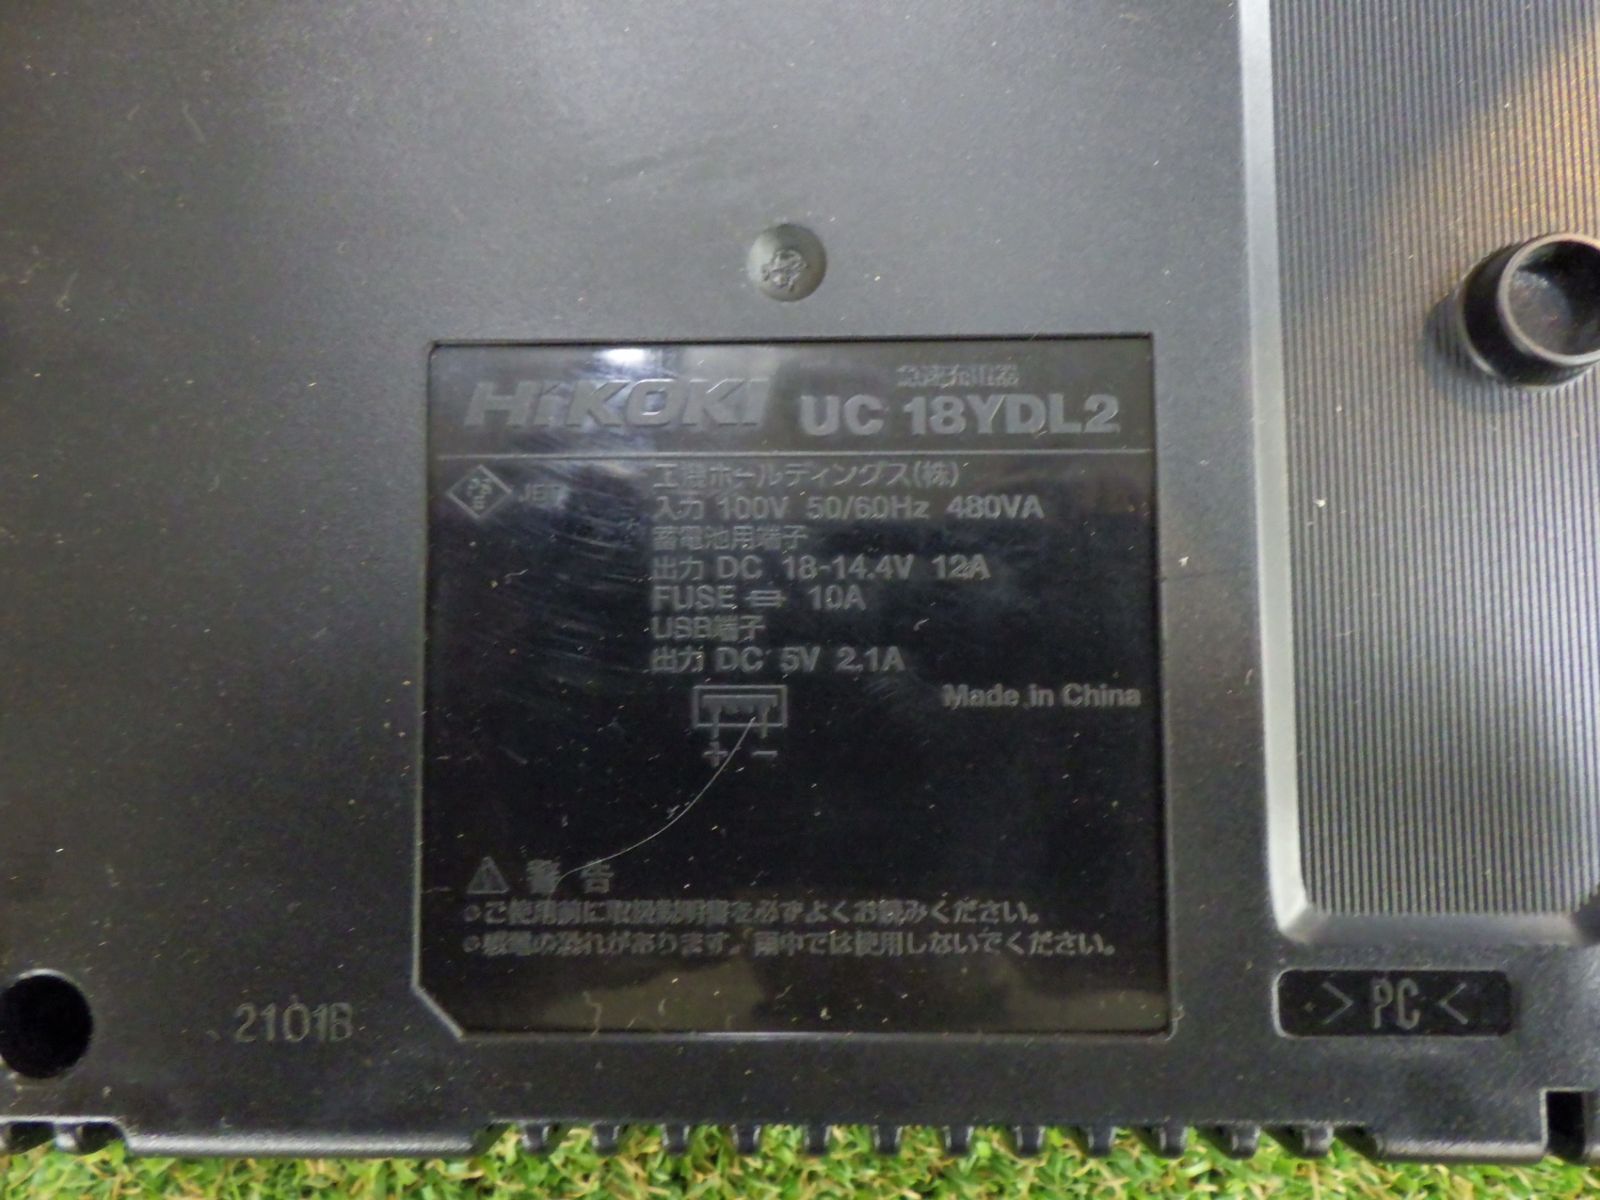 急速充電器
HiKOKI UC 18YDL2
PSE JET
工機ホールディングス(株)
入力 100V 50/60Hz 480VA
蓄電池用端子
出力 DC 18-14.4V 12A
FUSE 10A
USB端子
出力 DC 5V 2.1A
Made in China
+ −
警告
●ご使用前に取扱説明書を必ずよくお読みください。
●感電の恐れがあります。雨中では使用しないでください。
2101B
>PC<